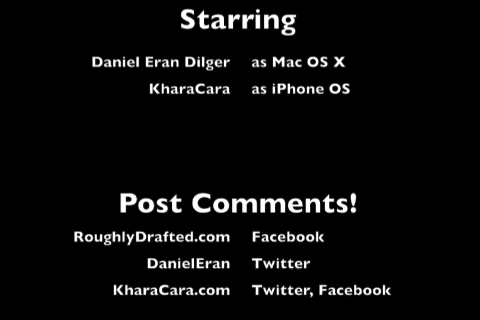 Starring
Daniel Eran Dilger as Mac OS X
KharaCara as iPhone OS
Post Comments!
RoughlyDrafted.com Facebook
DanielEran Twitter
KharaCara.com Twitter, Facebook